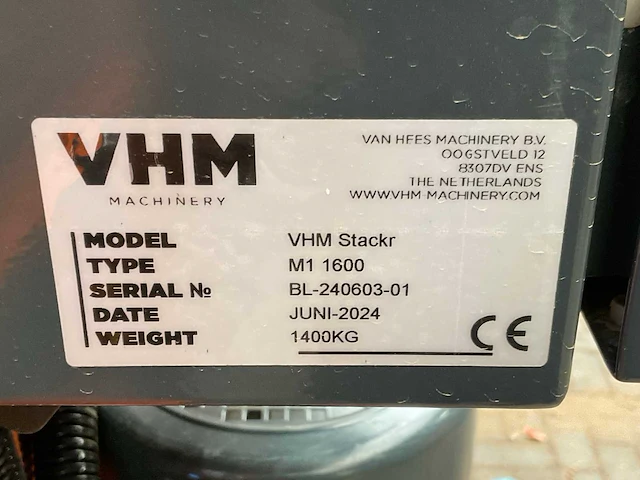 VHM
MACHINERY
VAN HEES MACHINERY B.V.
OOGSTVELD 12
8307DV ENS
THE NETHERLANDS
WWW.VHM-MACHINERY.COM
MODEL VHM Stackr
TYPE M1 1600
SERIAL № BL-240603-01
DATE JUNI-2024
WEIGHT 1400KG
CE